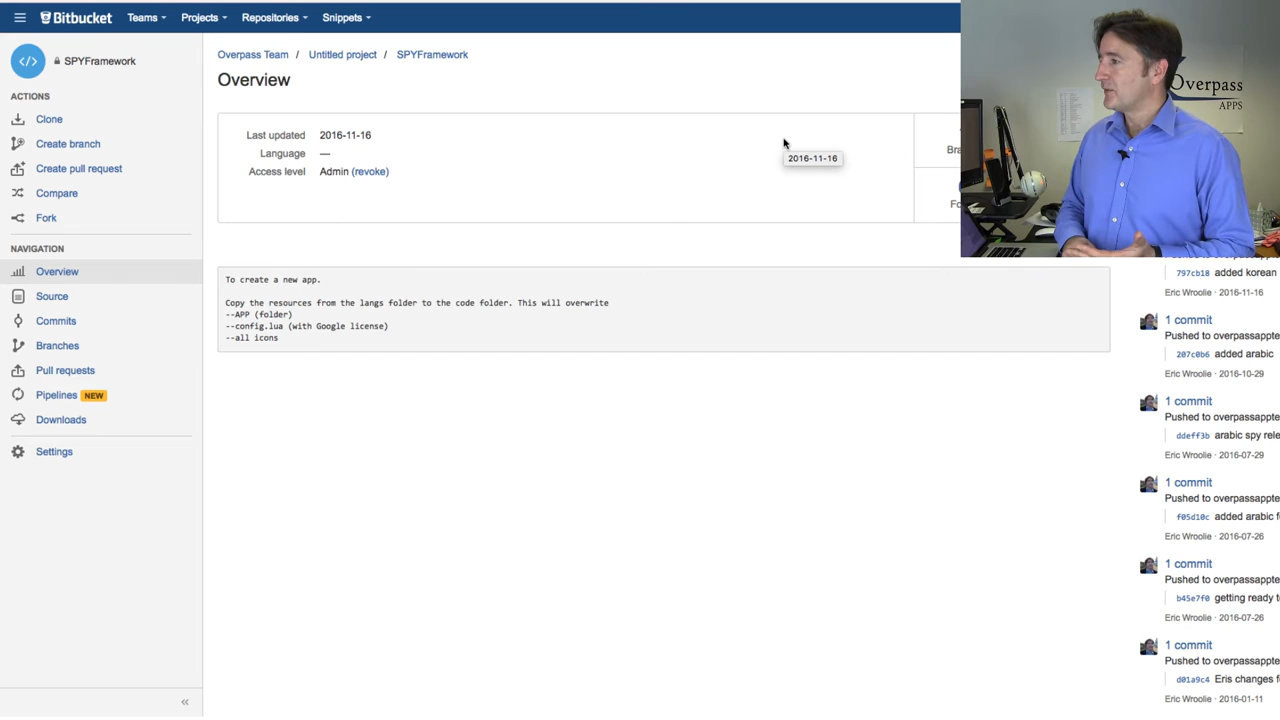 Bitbucket Teams Projects Repositories Snippets
SPYFramework
ACTIONS
Clone
Create branch
Create pull request
Compare
Fork
NAVIGATION
Overview
Source
Commits
Branches
Pull requests
Pipelines NEW
Downloads
Settings
Overpass Team / Untitled project / SPYFramework
Overview
Last updated 2016-11-16
Language —
Access level Admin (revoke)
2016-11-16
To create a new app.
Copy the resources from the langs folder to the code folder. This will overwrite
--APP (folder)
--config.lua (with Google license)
--all icons
Overpass
APPS
797cb18 added korean
Eric Wroolie · 2016-11-16
1 commit
Pushed to overpassappte
207c0b6 added arabic
Eric Wroolie · 2016-10-29
1 commit
Pushed to overpassappte
ddeff3b arabic spy rele
Eric Wroolie · 2016-07-29
1 commit
Pushed to overpassappte
f05d10c added arabic f
Eric Wroolie · 2016-07-26
1 commit
Pushed to overpassappte
b45e7f0 getting ready t
Eric Wroolie · 2016-07-26
1 commit
Pushed to overpassappte
d01a9c4 Eris changes f
Eric Wroolie · 2016-01-11